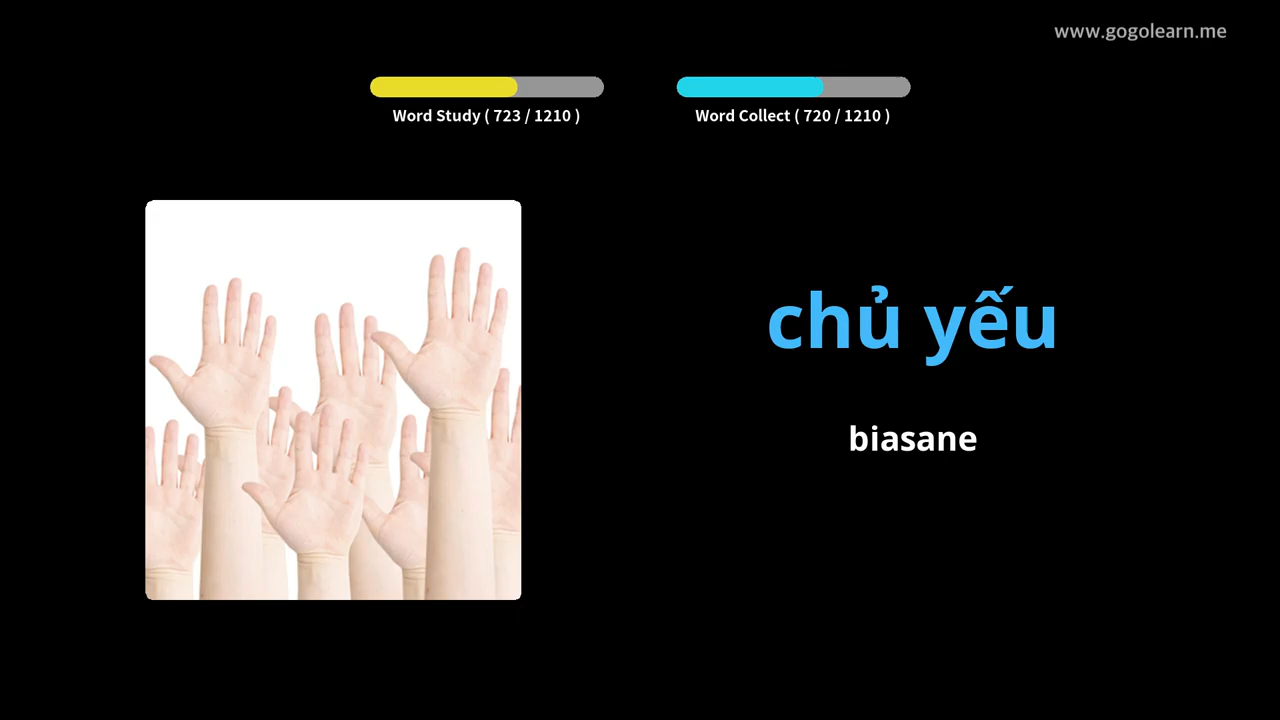 www.gogolearn.me
Word Study ( 723 / 1210 )
Word Collect ( 720 / 1210 )
chủ yếu
biasane